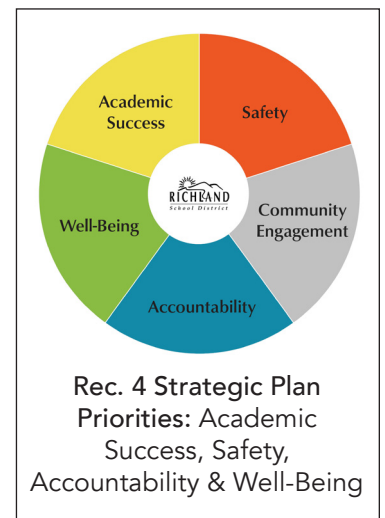 Academic
Success
Safety
RICHLAND
School District
Well-Being
Community
Engagement
Accountability
Rec. 4 Strategic Plan
Priorities: Academic
Success, Safety,
Accountability & Well-Being